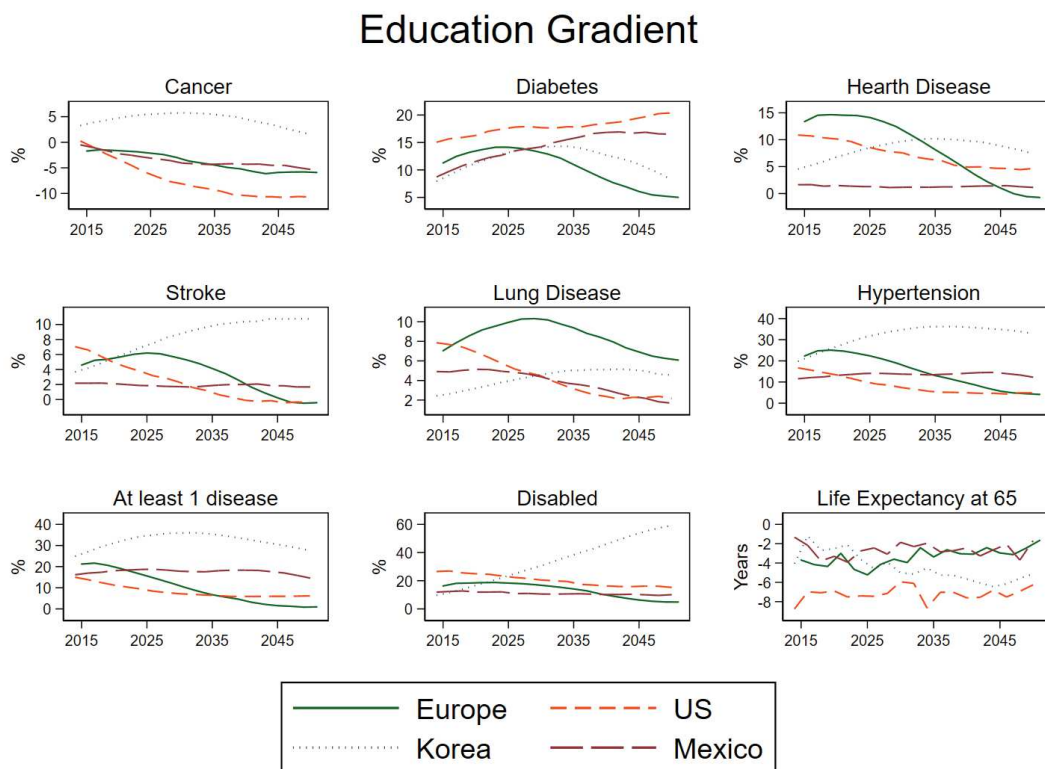 Education Gradient
Cancer
%
5
0
-5
-10
2015 2025 2035 2045
Diabetes
%
20
15
10
5
2015 2025 2035 2045
Hearth Disease
%
15
10
5
0
2015 2025 2035 2045
Stroke
%
10
8
6
4
2
0
2015 2025 2035 2045
Lung Disease
%
10
8
6
4
2
2015 2025 2035 2045
Hypertension
%
40
30
20
10
0
2015 2025 2035 2045
At least 1 disease
%
40
30
20
10
0
2015 2025 2035 2045
Disabled
%
60
40
20
0
2015 2025 2035 2045
Life Expectancy at 65
Years
0
-2
-4
-6
-8
2015 2025 2035 2045
Europe US
Korea Mexico